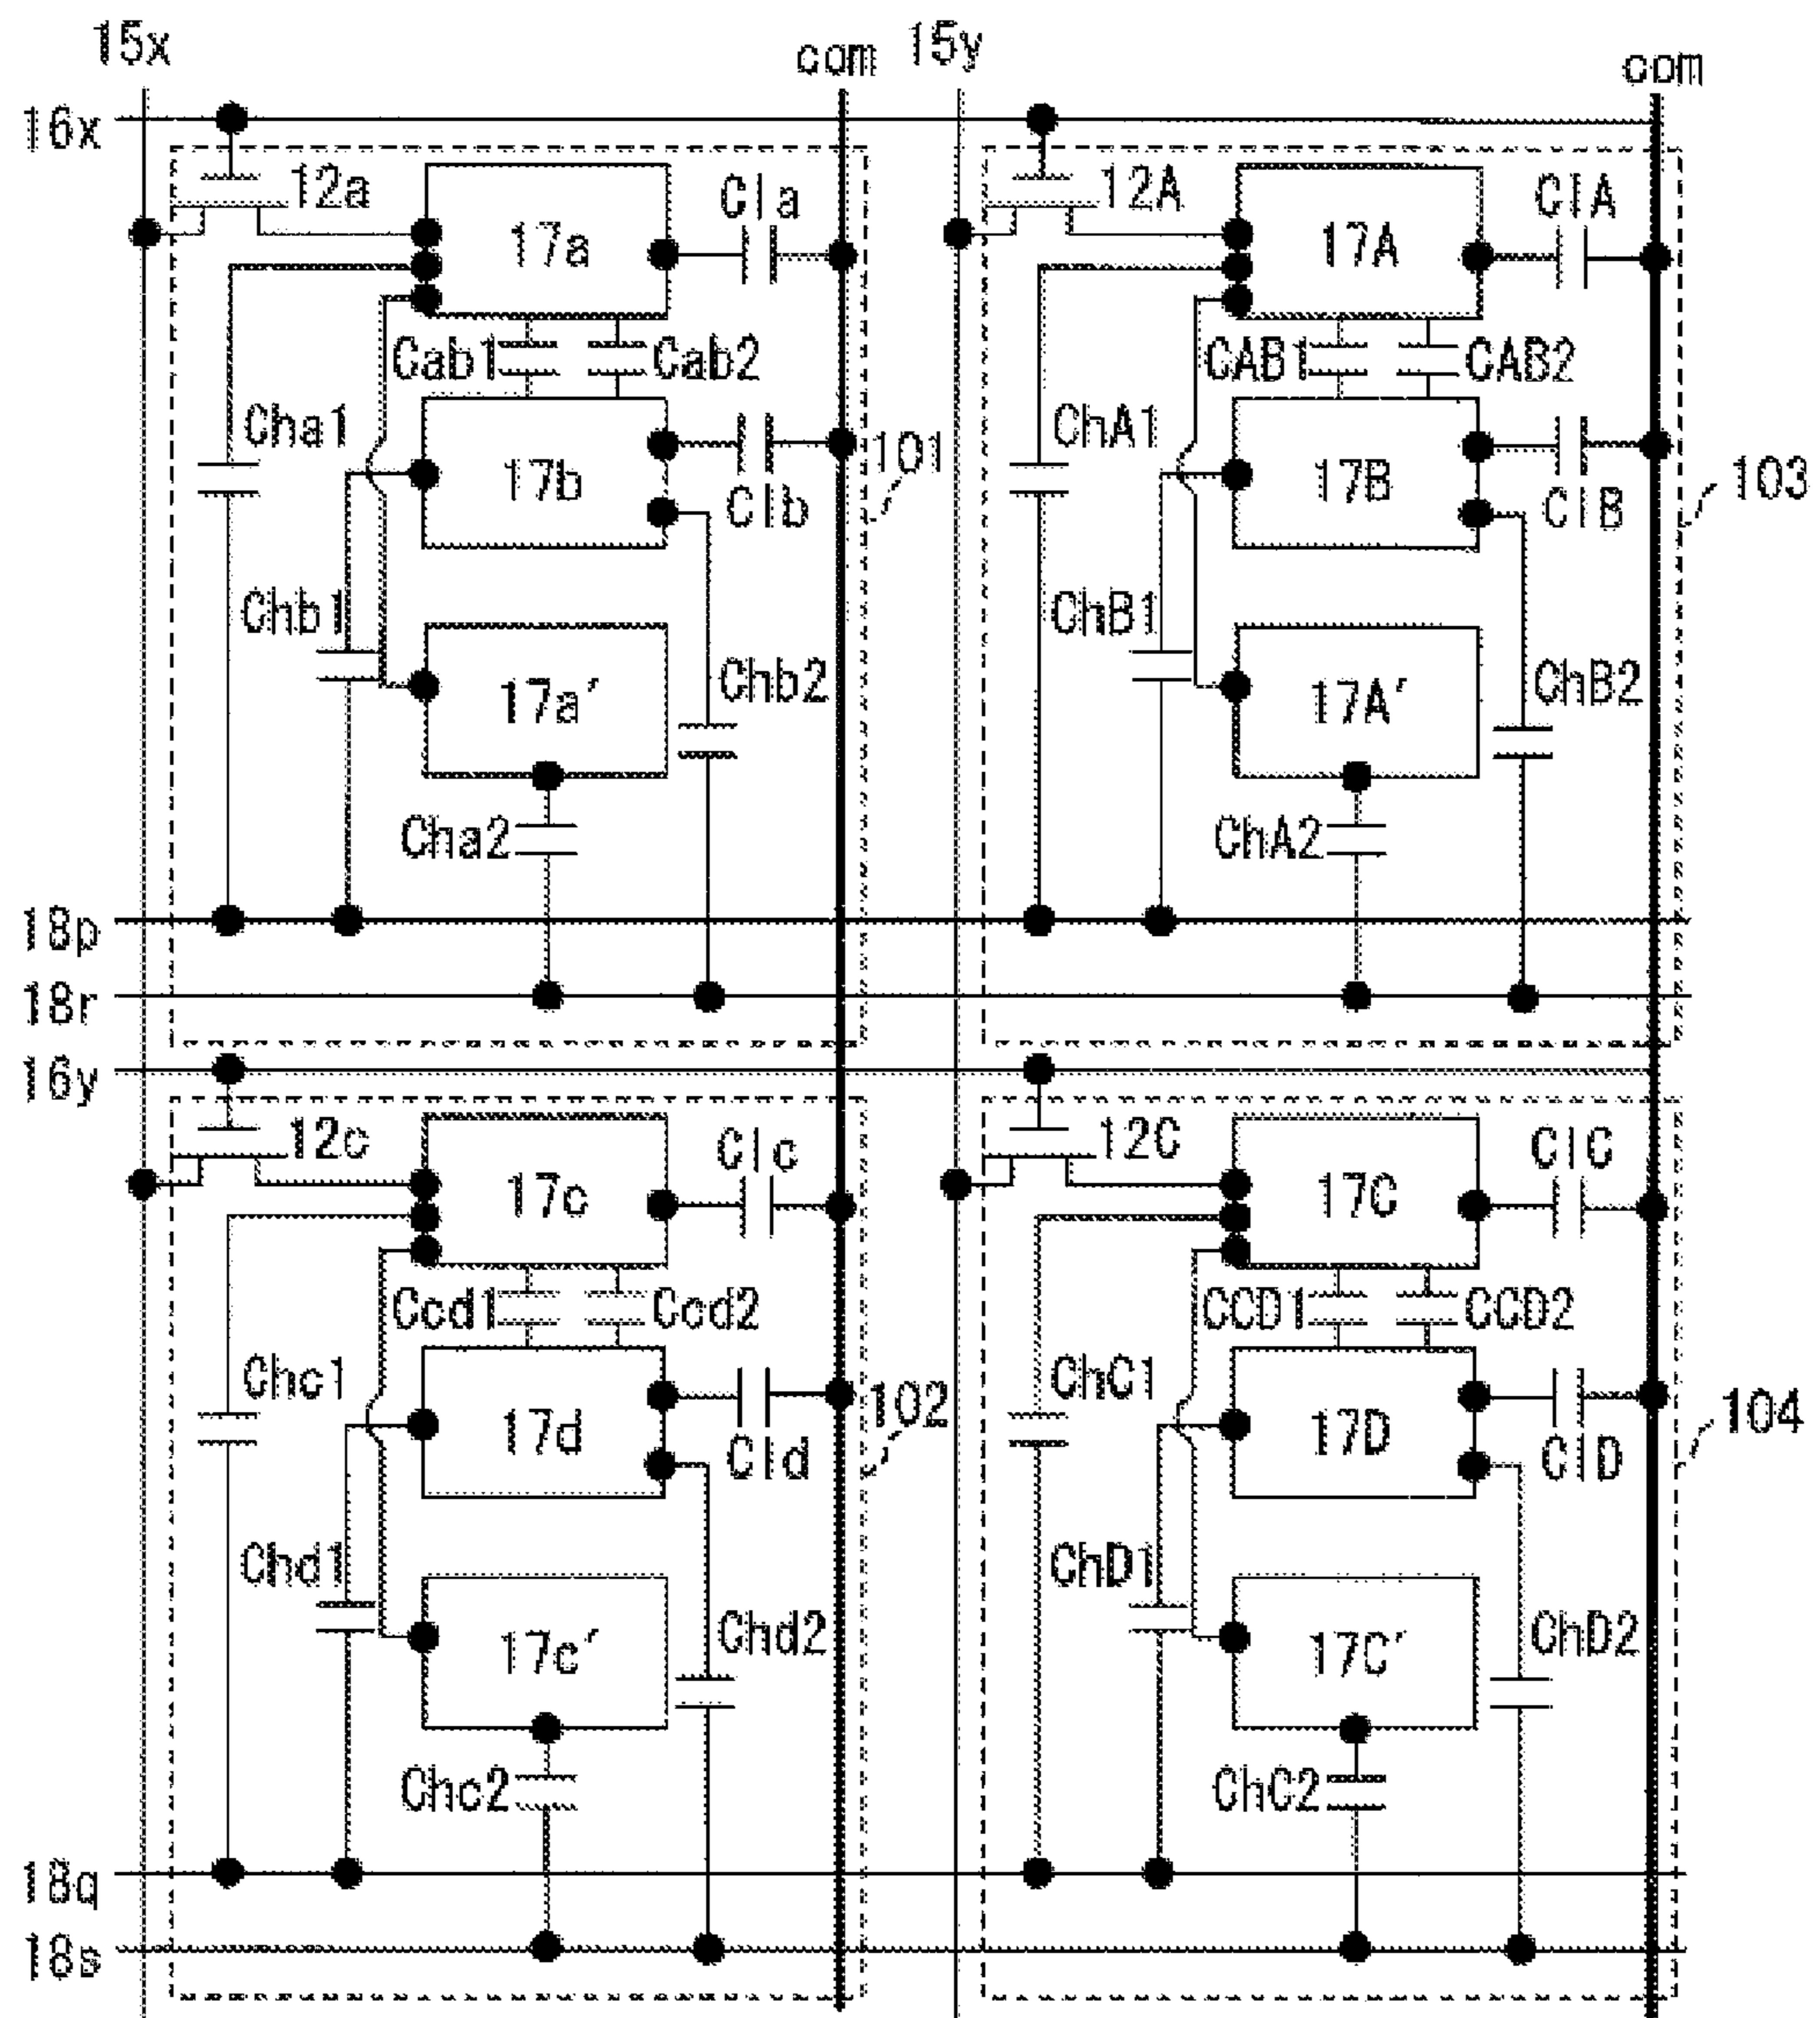 15x com 15y com
16x
12a Cla 12A ClA
17a 17A
Cab1 Cab2 CAB1 CAB2
Cha1 101 ChA1 103
17b 17B
Clb ClB
Chb1 ChB1
17a' Chb2 17A' ChB2
Cha2 ChA2
18p
18r
16y
12c Clc 12C ClC
17c 17C
Ccd1 Ccd2 CCD1 CCD2
Chc1 102 ChC1 104
17d 17D
Cld ClD
Chd1 ChD1
17c' Chd2 17C' ChD2
Chc2 ChC2
18q
18s